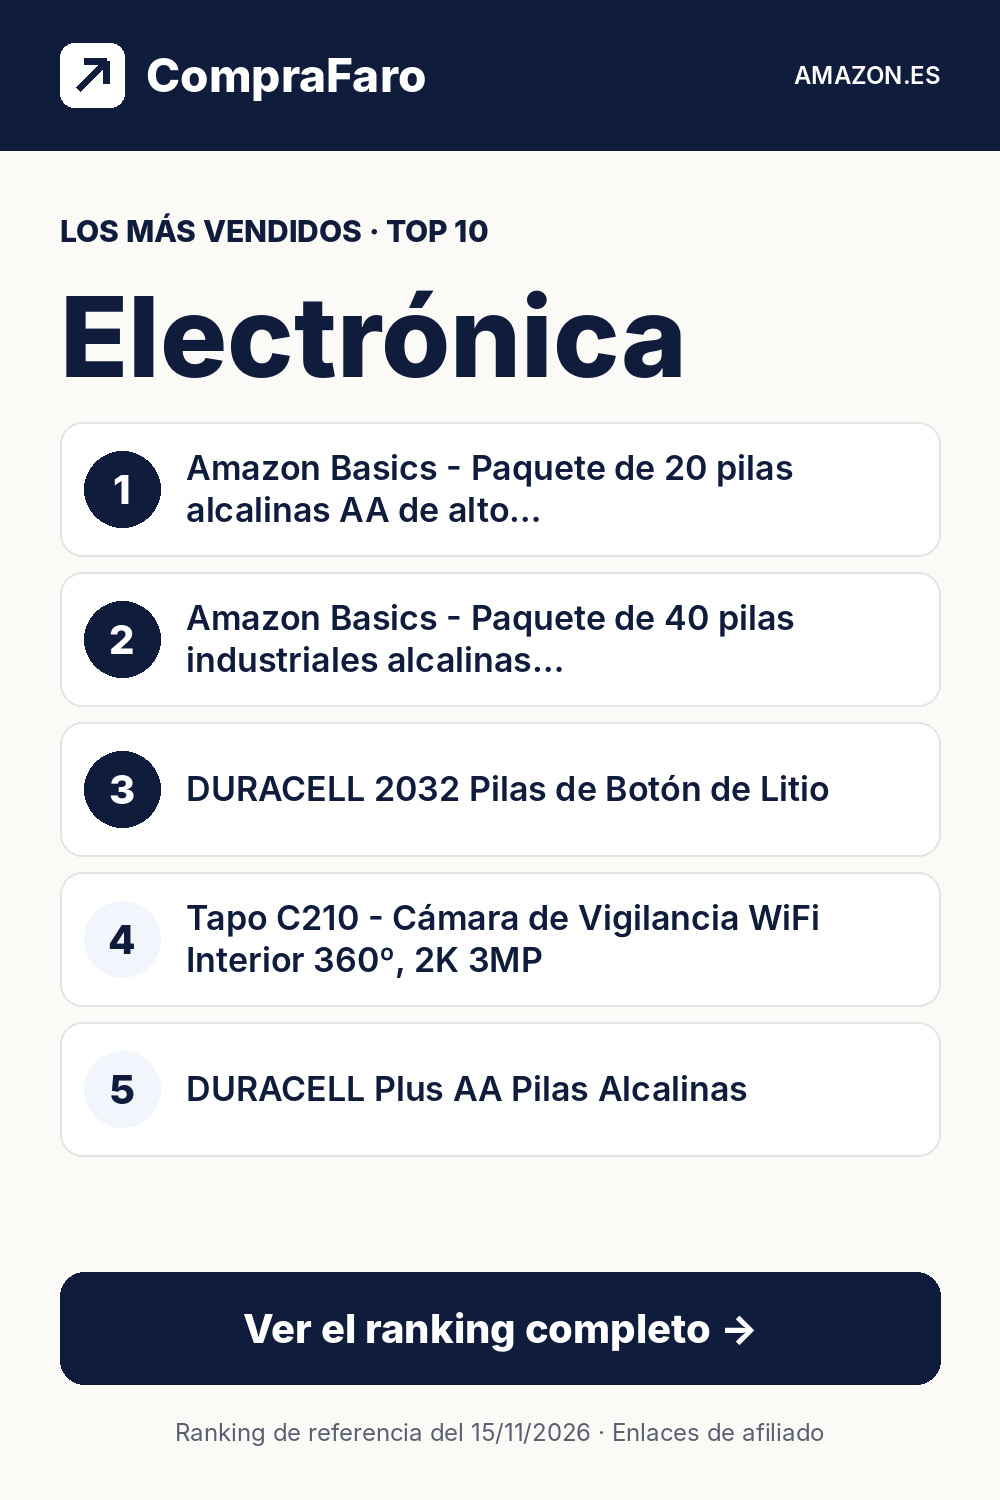 CompraFaro
AMAZON.ES
LOS MÁS VENDIDOS · TOP 10
Electrónica
1
Amazon Basics - Paquete de 20 pilas
alcalinas AA de alto...
2
Amazon Basics - Paquete de 40 pilas
industriales alcalinas...
3
DURACELL 2032 Pilas de Botón de Litio
4
Tapo C210 - Cámara de Vigilancia WiFi
Interior 360º, 2K 3MP
5
DURACELL Plus AA Pilas Alcalinas
Ver el ranking completo →
Ranking de referencia del 15/11/2026 · Enlaces de afiliado